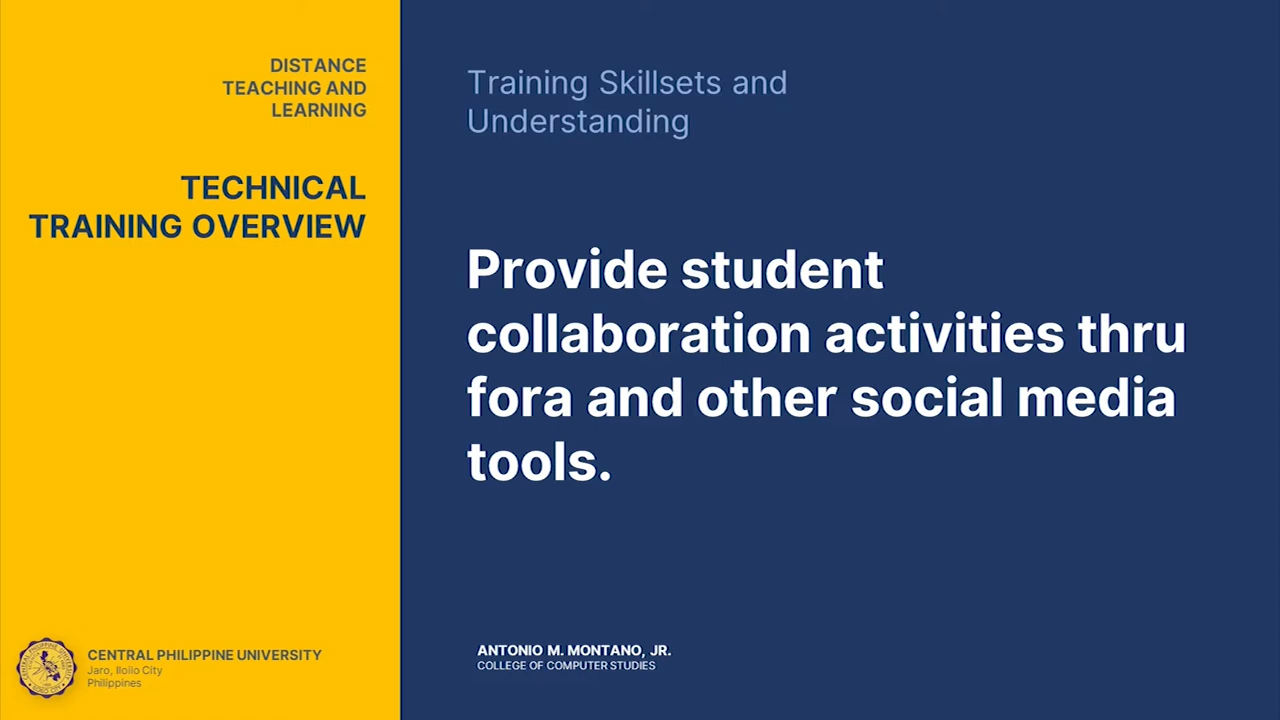 DISTANCE
TEACHING AND
LEARNING
TECHNICAL
TRAINING OVERVIEW
Training Skillsets and
Understanding
Provide student
collaboration activities thru
fora and other social media
tools.
CENTRAL PHILIPPINE UNIVERSITY
Jaro, Iloilo City
Philippines
ANTONIO M. MONTANO, JR.
COLLEGE OF COMPUTER STUDIES